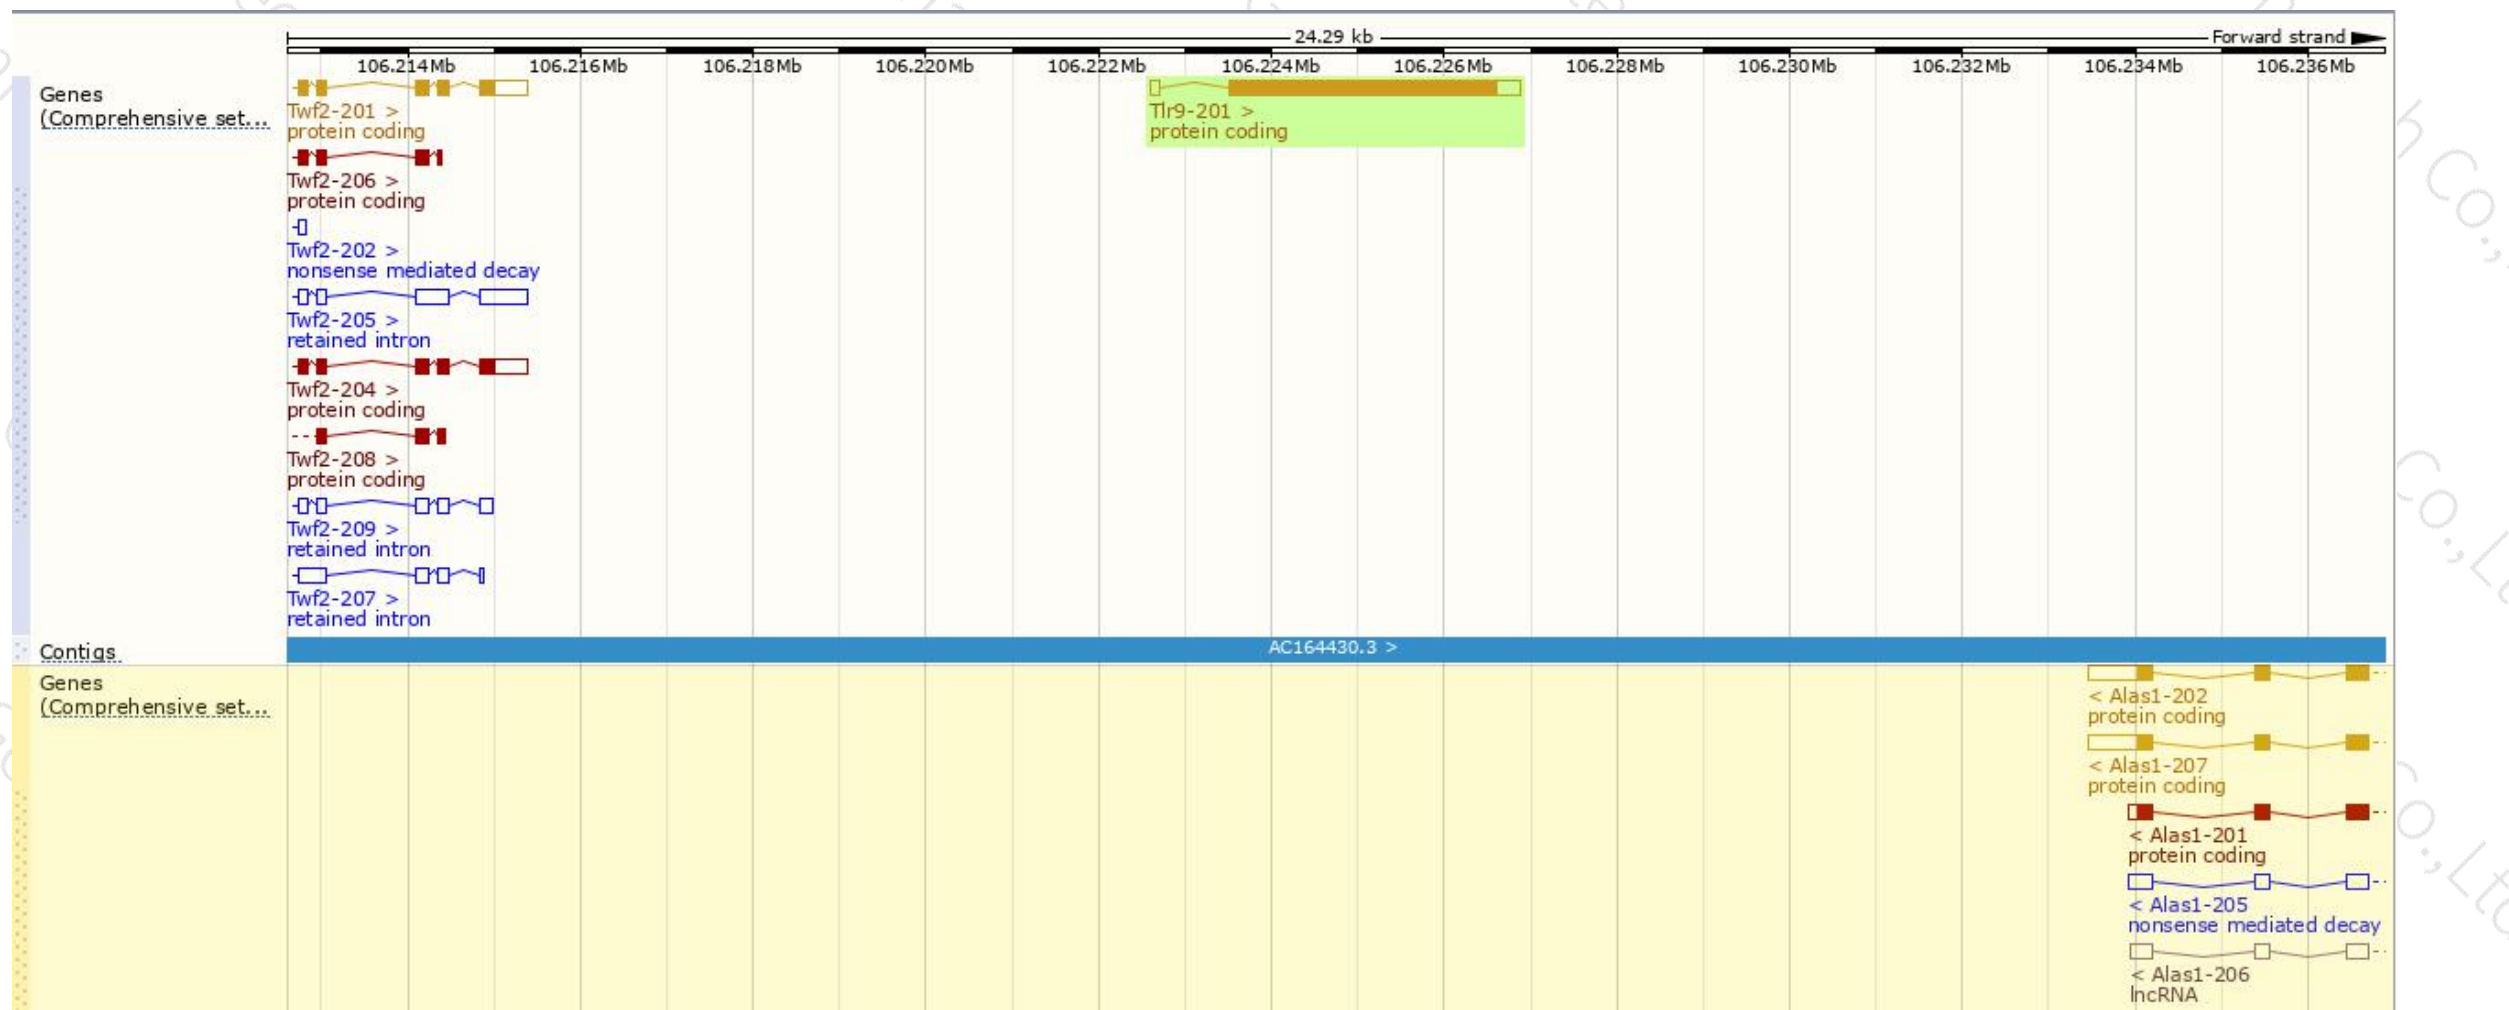 24.29 kb
Forward strand
106.214Mb 106.216Mb 106.218Mb 106.220Mb 106.222Mb 106.224Mb 106.226Mb 106.228Mb 106.230Mb 106.232Mb 106.234Mb 106.236Mb
Genes
(Comprehensive set...
Twf2-201 >
protein coding
Tlr9-201 >
protein coding
Twf2-206 >
protein coding
Twf2-202 >
nonsense mediated decay
Twf2-205 >
retained intron
Twf2-204 >
protein coding
Twf2-208 >
protein coding
Twf2-209 >
retained intron
Twf2-207 >
retained intron
Contigs
AC164430.3 >
Genes
(Comprehensive set...
< Alas1-202
protein coding
< Alas1-207
protein coding
< Alas1-201
protein coding
< Alas1-205
nonsense mediated decay
< Alas1-206
lncRNA
h Co.,
Co., Lt
Co., Ltd